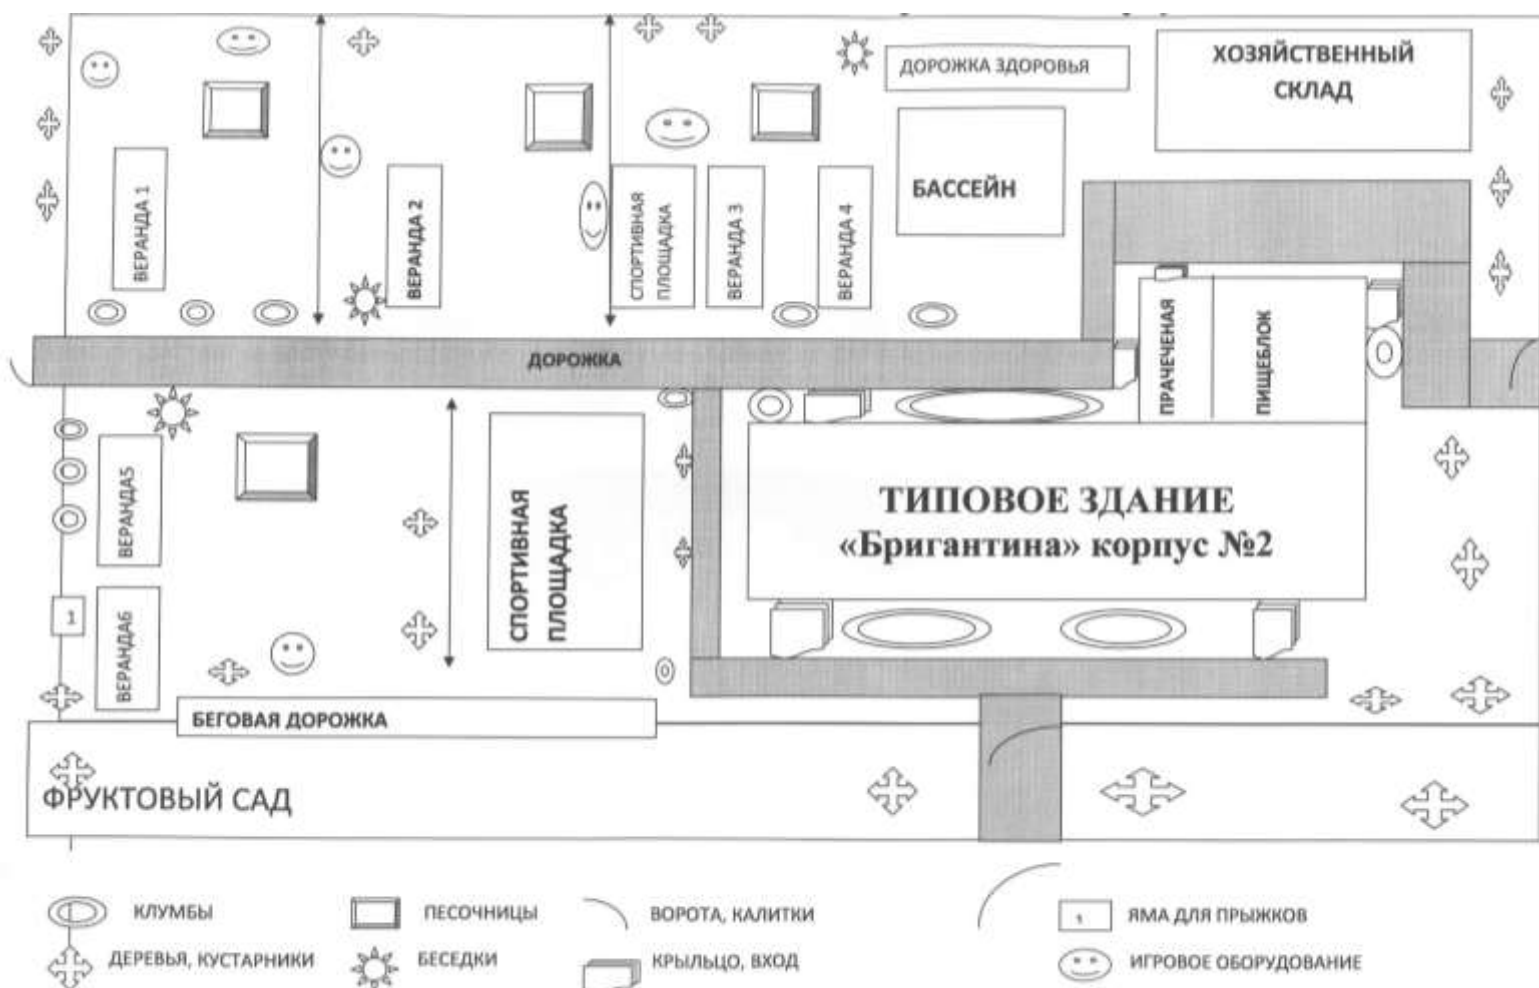 ДОРОЖКА ЗДОРОВЬЯ
ХОЗЯЙСТВЕННЫЙ
СКЛАД
БАССЕЙН
ВЕРАНДА 1
ВЕРАНДА 2
СПОРТИВНАЯ
ПЛОЩАДКА
ВЕРАНДА 3
ВЕРАНДА 4
ПРАЧЕЧЕНАЯ
ПИЩЕБЛОК
ДОРОЖКА
ВЕРАНДА5
СПОРТИВНАЯ
ПЛОЩАДКА
ТИПОВОЕ ЗДАНИЕ
«Бригантина» корпус №2
1
ВЕРАНДА6
БЕГОВАЯ ДОРОЖКА
ФРУКТОВЫЙ САД
КЛУМБЫ
ПЕСОЧНИЦЫ
ВОРОТА, КАЛИТКИ
1
ЯМА ДЛЯ ПРЫЖКОВ
ДЕРЕВЬЯ, КУСТАРНИКИ
БЕСЕДКИ
КРЫЛЬЦО, ВХОД
ИГРОВОЕ ОБОРУДОВАНИЕ